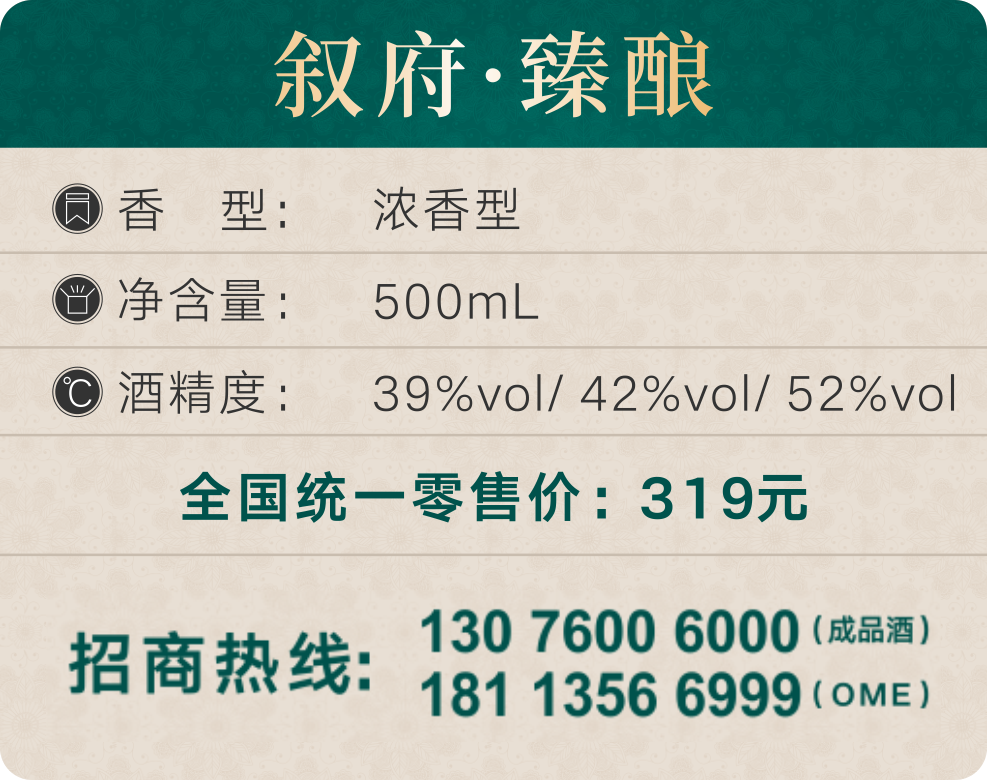 叙府·臻酿
香 型: 浓香型
净含量: 500mL
℃ 酒精度: 39%vol/ 42%vol/ 52%vol
全国统一零售价: 319元
招商热线: 130 7600 6000 (成品酒)
181 1356 6999 (OME)